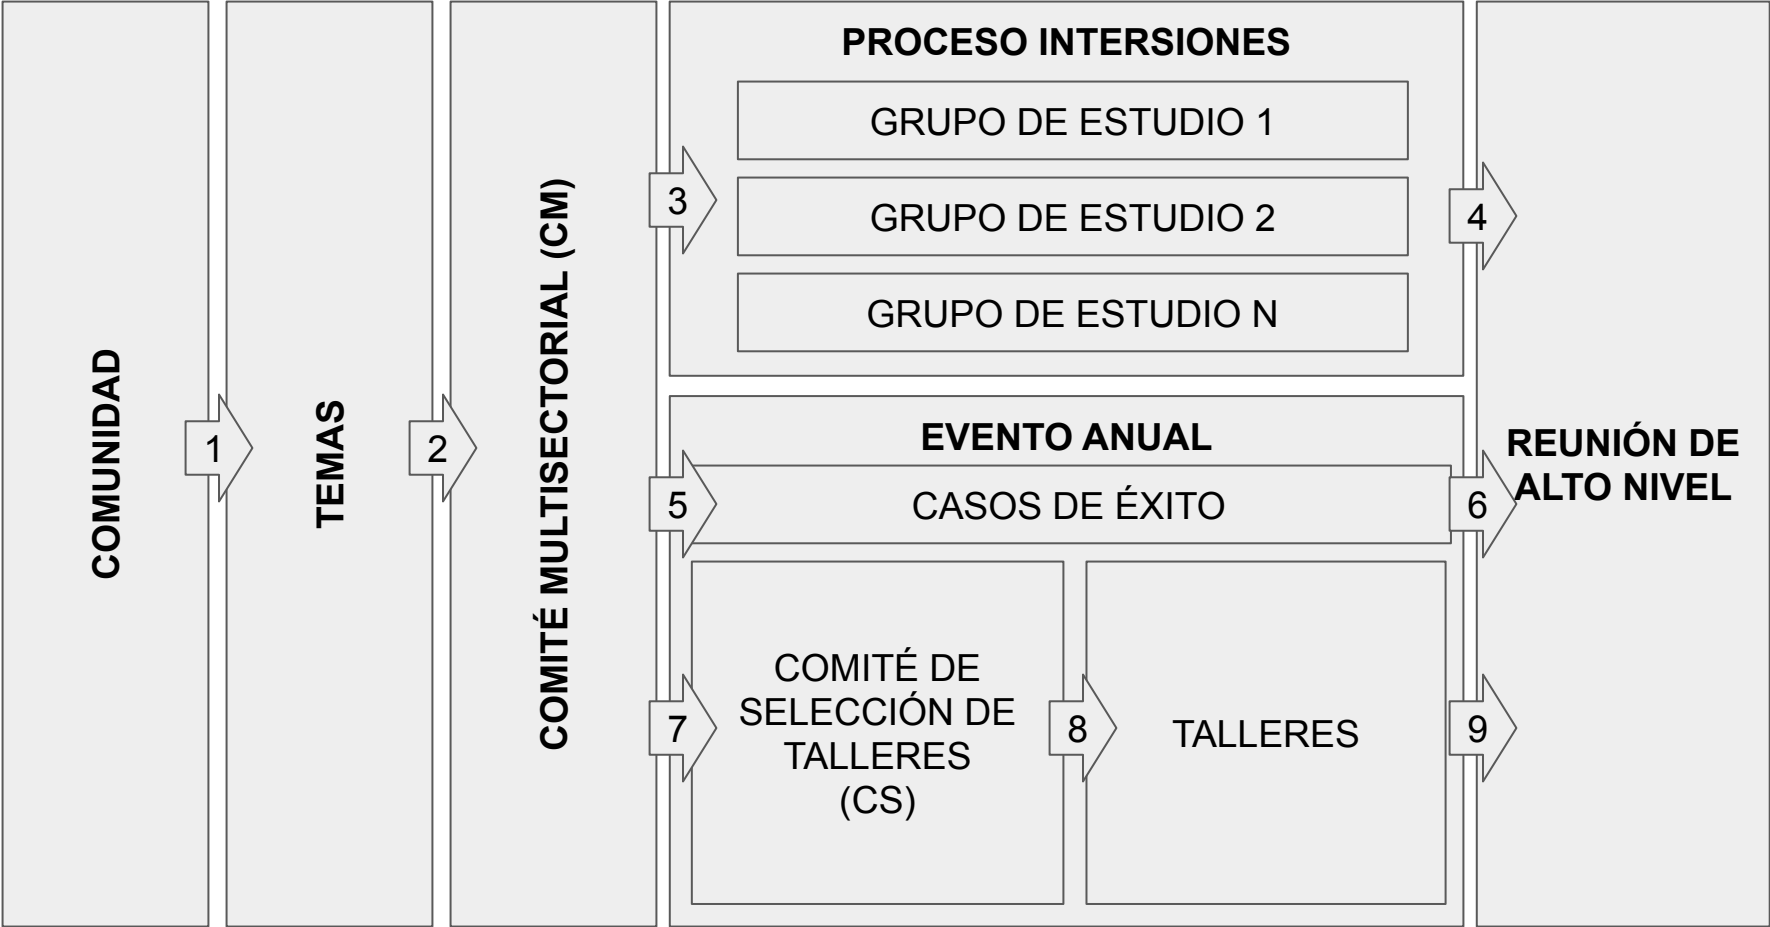 COMUNIDAD
1
TEMAS
2
COMITÉ MULTISECTORIAL (CM)
3
PROCESO INTERSIONES
GRUPO DE ESTUDIO 1
GRUPO DE ESTUDIO 2
GRUPO DE ESTUDIO N
4
EVENTO ANUAL
5
CASOS DE ÉXITO
6
7
COMITÉ DE
SELECCIÓN DE
TALLERES
(CS)
8
TALLERES
9
REUNIÓN DE
ALTO NIVEL